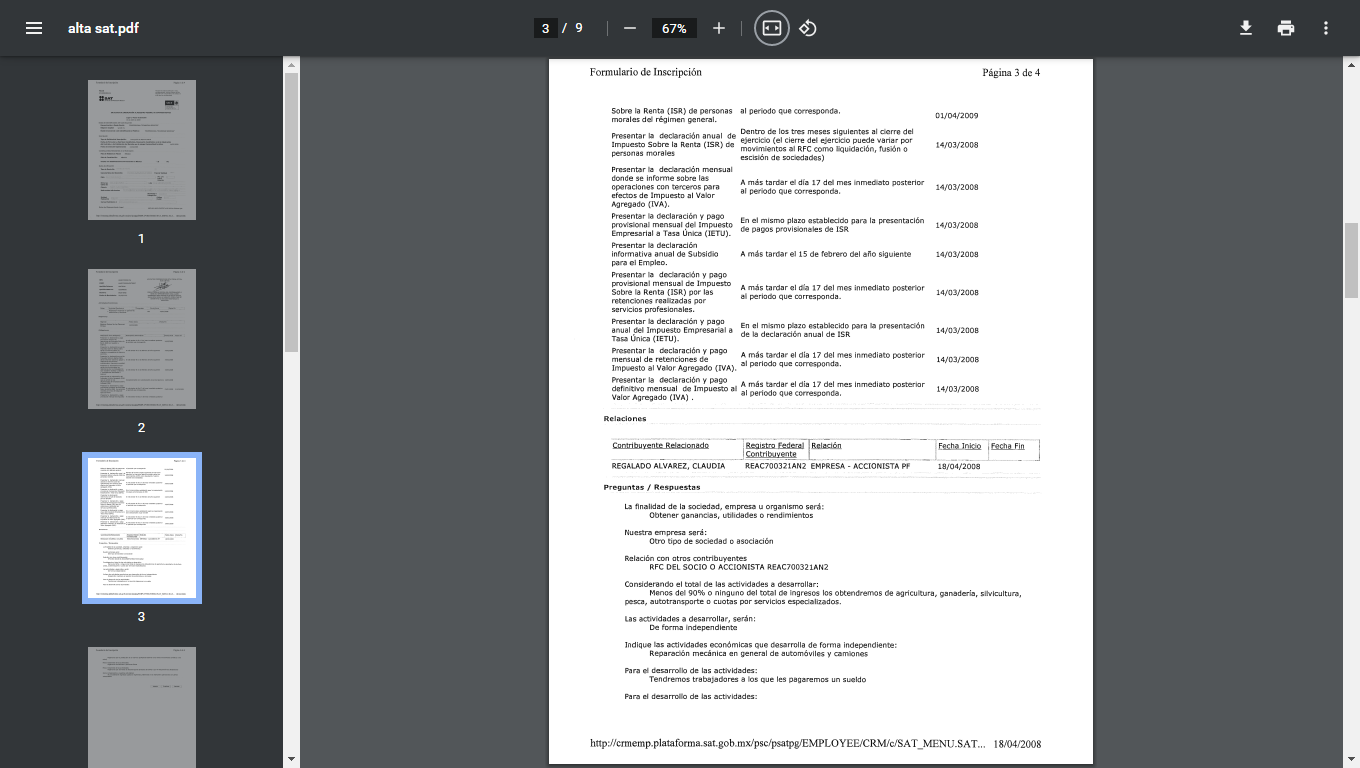 alta sat.pdf
3 / 9
67%
1
2
3
Formulario de Inscripción Página 3 de 4
Sobre la Renta (ISR) de personas morales del régimen general. al periodo que corresponda. 01/04/2009
Presentar la declaración anual de Impuesto Sobre la Renta (ISR) de personas morales Dentro de los tres meses siguientes al cierre del ejercicio (el cierre del ejercicio puede variar por movimientos al RFC como liquidación, fusión o escisión de sociedades) 14/03/2008
Presentar la declaración mensual donde se informe sobre las operaciones con terceros para efectos de Impuesto al Valor Agregado (IVA). A más tardar el día 17 del mes inmediato posterior al periodo que corresponda. 14/03/2008
Presentar la declaración y pago provisional mensual del Impuesto Empresarial a Tasa Única (IETU). En el mismo plazo establecido para la presentación de pagos provisionales de ISR 14/03/2008
Presentar la declaración informativa anual de Subsidio para el Empleo. A más tardar el 15 de febrero del año siguiente 14/03/2008
Presentar la declaración y pago provisional mensual de Impuesto Sobre la Renta (ISR) por las retenciones realizadas por servicios profesionales. A más tardar el día 17 del mes inmediato posterior al periodo que corresponda. 14/03/2008
Presentar la declaración y pago anual del Impuesto Empresarial a Tasa Única (IETU). En el mismo plazo establecido para la presentación de la declaración anual de ISR 14/03/2008
Presentar la declaración y pago mensual de retenciones de Impuesto al Valor Agregado (IVA). A más tardar el día 17 del mes inmediato posterior al periodo que corresponda. 14/03/2008
Presentar la declaración y pago definitivo mensual de Impuesto al Valor Agregado (IVA) . A más tardar el día 17 del mes inmediato posterior al periodo que corresponda. 14/03/2008
Relaciones
Contribuyente Relacionado Registro Federal Contribuyente Relación Fecha Inicio Fecha Fin
REGALADO ALVAREZ, CLAUDIA REAC700321AN2 EMPRESA - ACCIONISTA PF 18/04/2008
Preguntas / Respuestas
La finalidad de la sociedad, empresa u organismo será:
Obtener ganancias, utilidades o rendimientos
Nuestra empresa será:
Otro tipo de sociedad o asociación
Relación con otros contribuyentes
RFC DEL SOCIO O ACCIONISTA REAC700321AN2
Considerando el total de las actividades a desarrollar:
Menos del 90% o ninguno del total de ingresos los obtendremos de agricultura, ganadería, silvicultura,
pesca, autotransporte o cuotas por servicios especializados.
Las actividades a desarrollar, serán:
De forma independiente
Indique las actividades económicas que desarrolla de forma independiente:
Reparación mecánica en general de automóviles y camiones
Para el desarrollo de las actividades:
Tendremos trabajadores a los que les pagaremos un sueldo
Para el desarrollo de las actividades:
http://crmemp.plataforma.sat.gob.mx/psc/psatpg/EMPLOYEE/CRM/c/SAT_MENU.SAT... 18/04/2008